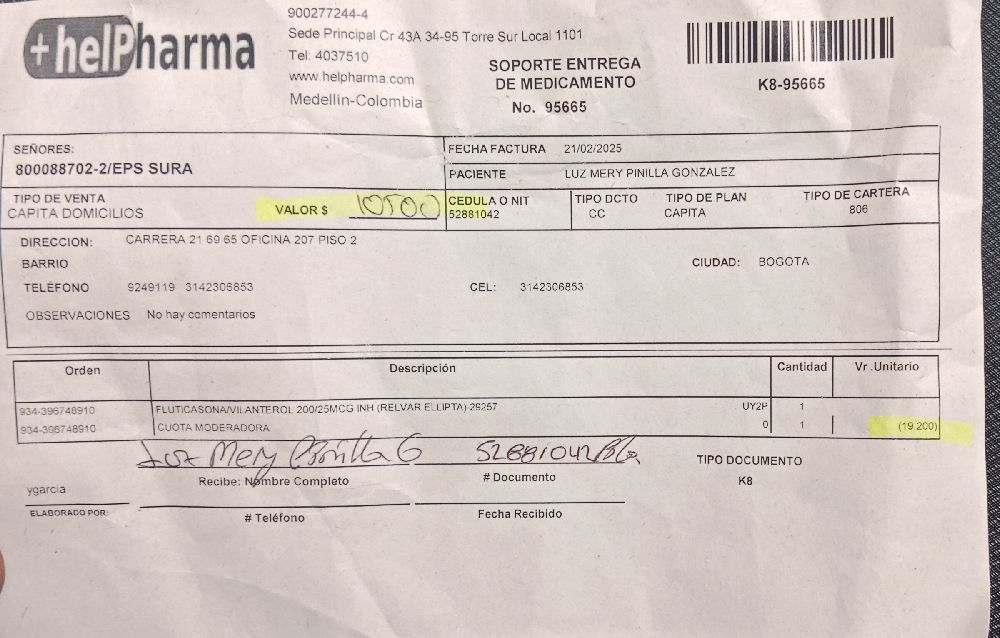 +helPharma
900277244-4
Sede Principal Cr 43A 34-95 Torre Sur Local 1101
Tel: 4037510
www.helpharma.com
Medellin-Colombia
SOPORTE ENTREGA
DE MEDICAMENTO
No. 95665
K8-95665
SEÑORES:
800088702-2/EPS SURA
FECHA FACTURA 21/02/2025
PACIENTE LUZ MERY PINILLA GONZALEZ
TIPO DE VENTA
CAPITA DOMICILIOS
VALOR $ 10500
CEDULA O NIT
52881042
TIPO DCTO
CC
TIPO DE PLAN
CAPITA
TIPO DE CARTERA
806
DIRECCION: CARRERA 21 69 65 OFICINA 207 PISO 2
BARRIO
CIUDAD: BOGOTA
TELÉFONO 9249119 3142306853
CEL: 3142306853
OBSERVACIONES No hay comentarios
Orden Descripción Cantidad Vr .Unitario
934-396748910 FLUTICASONA/VILANTEROL 200/25MCG INH (RELVAR ELLIPTA)-29257 UY2P 1
934-396748910 CUOTA MODERADORA 0 1 (19.200)
Luz Mery Pinilla G 52881042 Bta
Recibe: Nombre Completo
# Documento
TIPO DOCUMENTO
K8
ygarcia
ELABORADO POR:
# Teléfono
Fecha Recibido